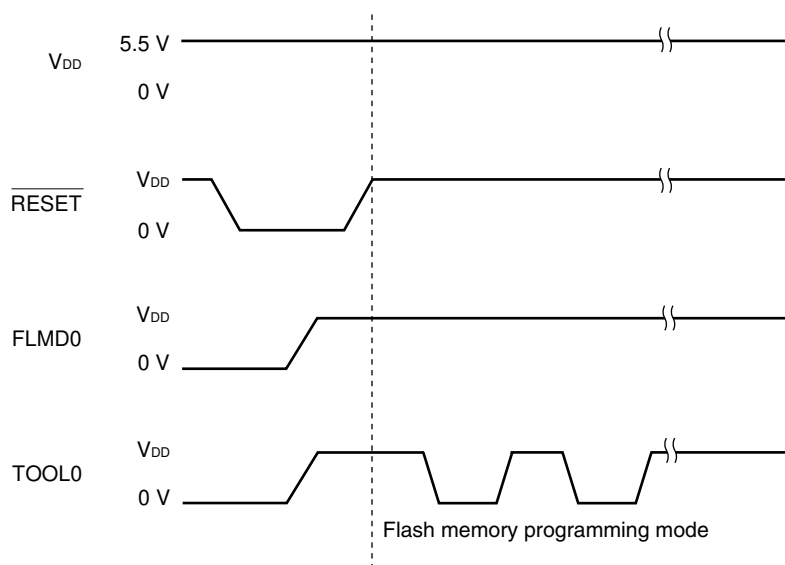 5.5 V
VDD
0 V
VDD
RESET
0 V
VDD
FLMD0
0 V
VDD
TOOL0
0 V
Flash memory programming mode